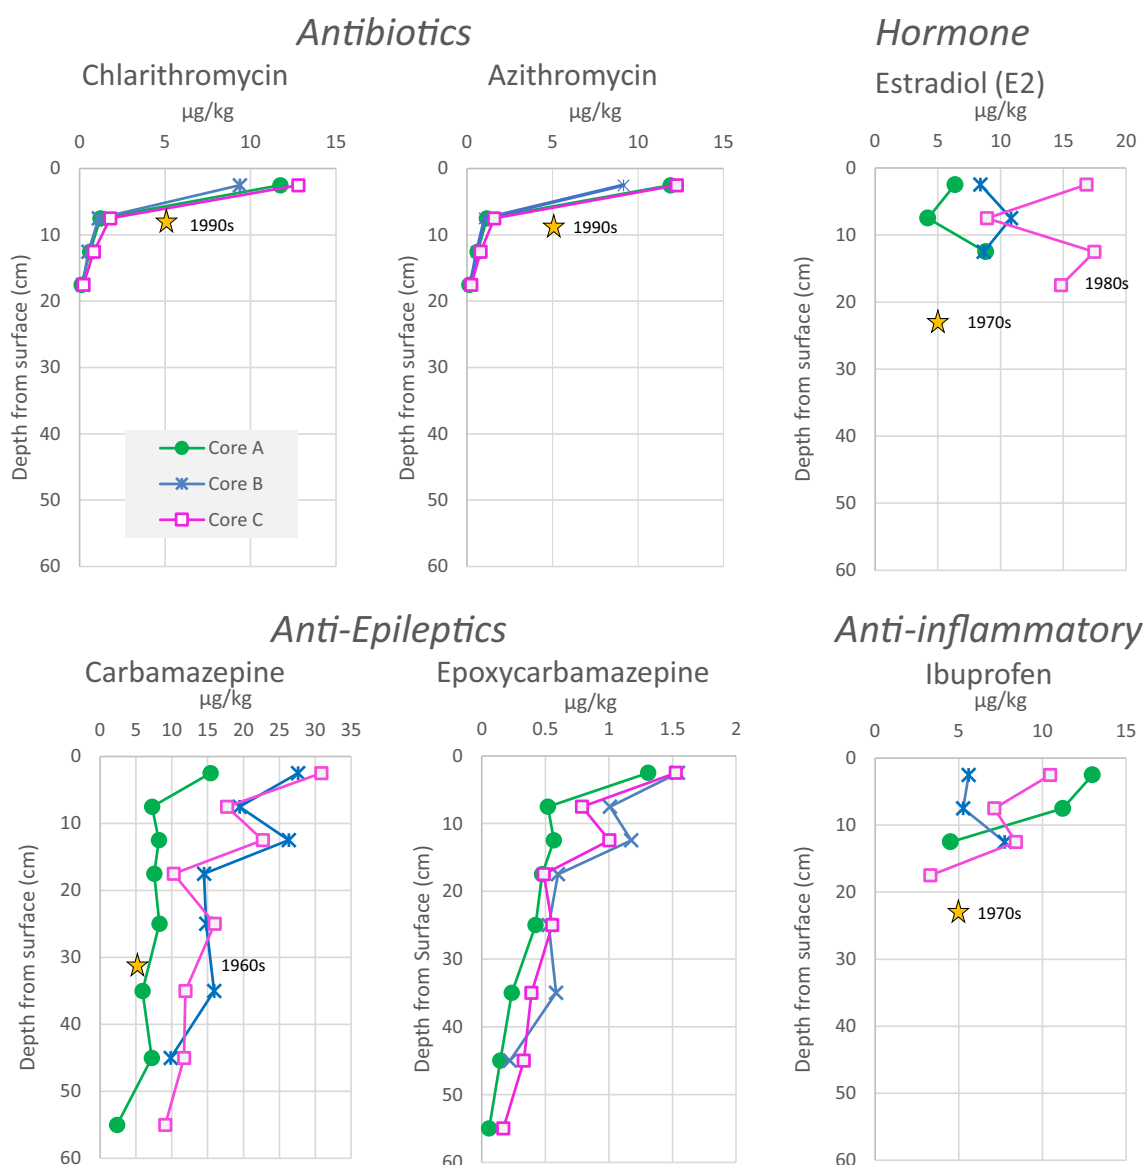 Antibiotics
Hormone
Chlarithromycin
Azithromycin
Estradiol (E2)
µg/kg
µg/kg
µg/kg
0 5 10 15
0 5 10 15
0 5 10 15 20
0
10
20
30
40
50
60
Depth from surface (cm)
1990s
Core A
Core B
Core C
0
10
20
30
40
50
60
Depth from surface (cm)
1990s
0
10
20
30
40
50
60
Depth from surface (cm)
1980s
1970s
Anti-Epileptics
Anti-inflammatory
Carbamazepine
Epoxycarbamazepine
Ibuprofen
µg/kg
µg/kg
µg/kg
0 5 10 15 20 25 30 35
0 0.5 1 1.5 2
0 5 10 15
0
10
20
30
40
50
60
Depth from surface (cm)
1960s
0
10
20
30
40
50
60
Depth from Surface (cm)
0
10
20
30
40
50
60
Depth from surface (cm)
1970s